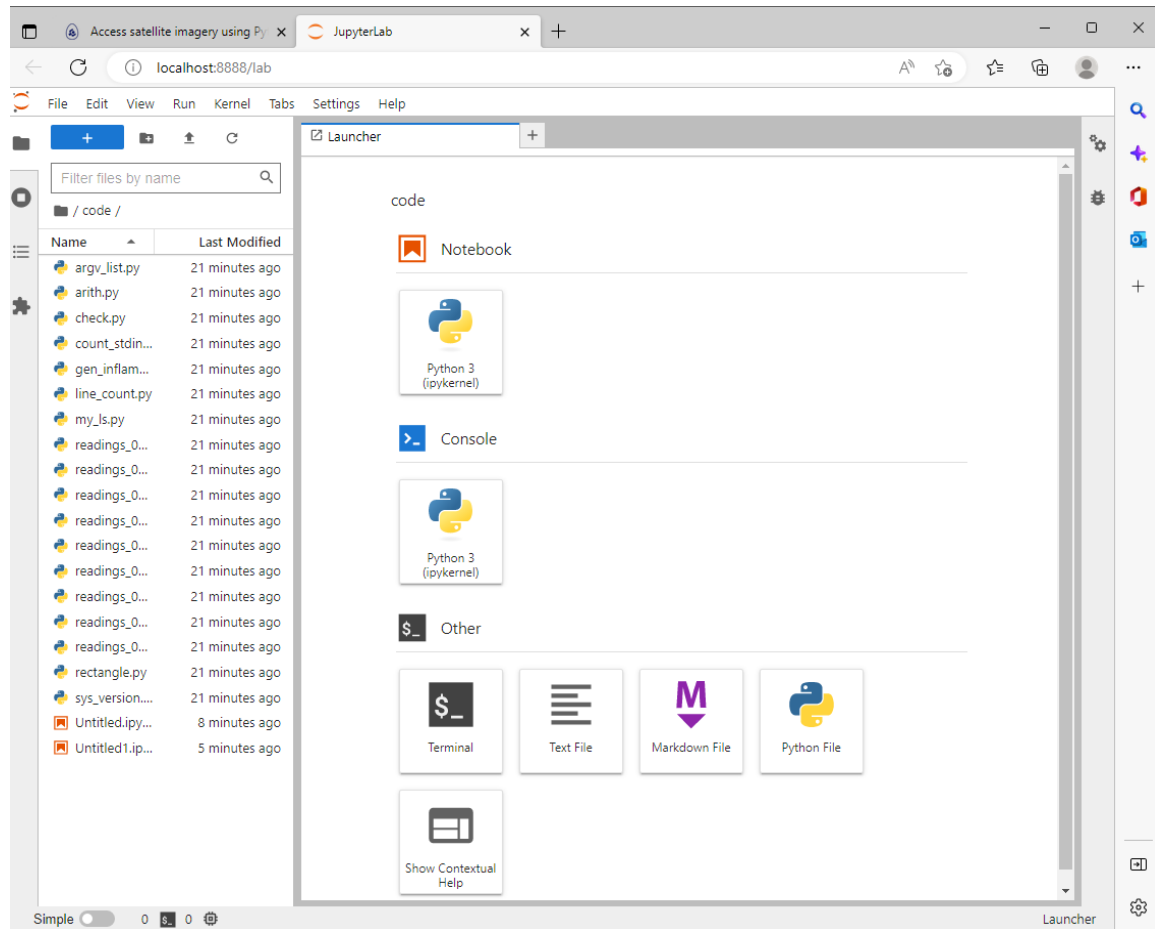 Access satellite imagery using Py
JupyterLab
localhost:8888/lab
File Edit View Run Kernel Tabs Settings Help
Launcher
Filter files by name
/ code /
Name Last Modified
argv_list.py 21 minutes ago
arith.py 21 minutes ago
check.py 21 minutes ago
count_stdin... 21 minutes ago
gen_inflam... 21 minutes ago
line_count.py 21 minutes ago
my_ls.py 21 minutes ago
readings_0... 21 minutes ago
readings_0... 21 minutes ago
readings_0... 21 minutes ago
readings_0... 21 minutes ago
readings_0... 21 minutes ago
readings_0... 21 minutes ago
readings_0... 21 minutes ago
readings_0... 21 minutes ago
readings_0... 21 minutes ago
rectangle.py 21 minutes ago
sys_version.... 21 minutes ago
Untitled.ipy... 8 minutes ago
Untitled1.ip... 5 minutes ago
code
Notebook
Python 3
(ipykernel)
Console
Python 3
(ipykernel)
$_ Other
$_
M
Terminal
Text File
Markdown File
Python File
Show Contextual
Help
Simple 0 $_ 0 Launcher